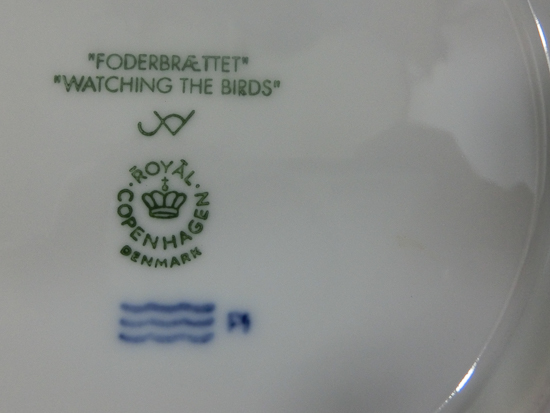 "FODERBRÆTTET"
"WATCHING THE BIRDS"
ROYAL
COPENHAGEN
DENMARK